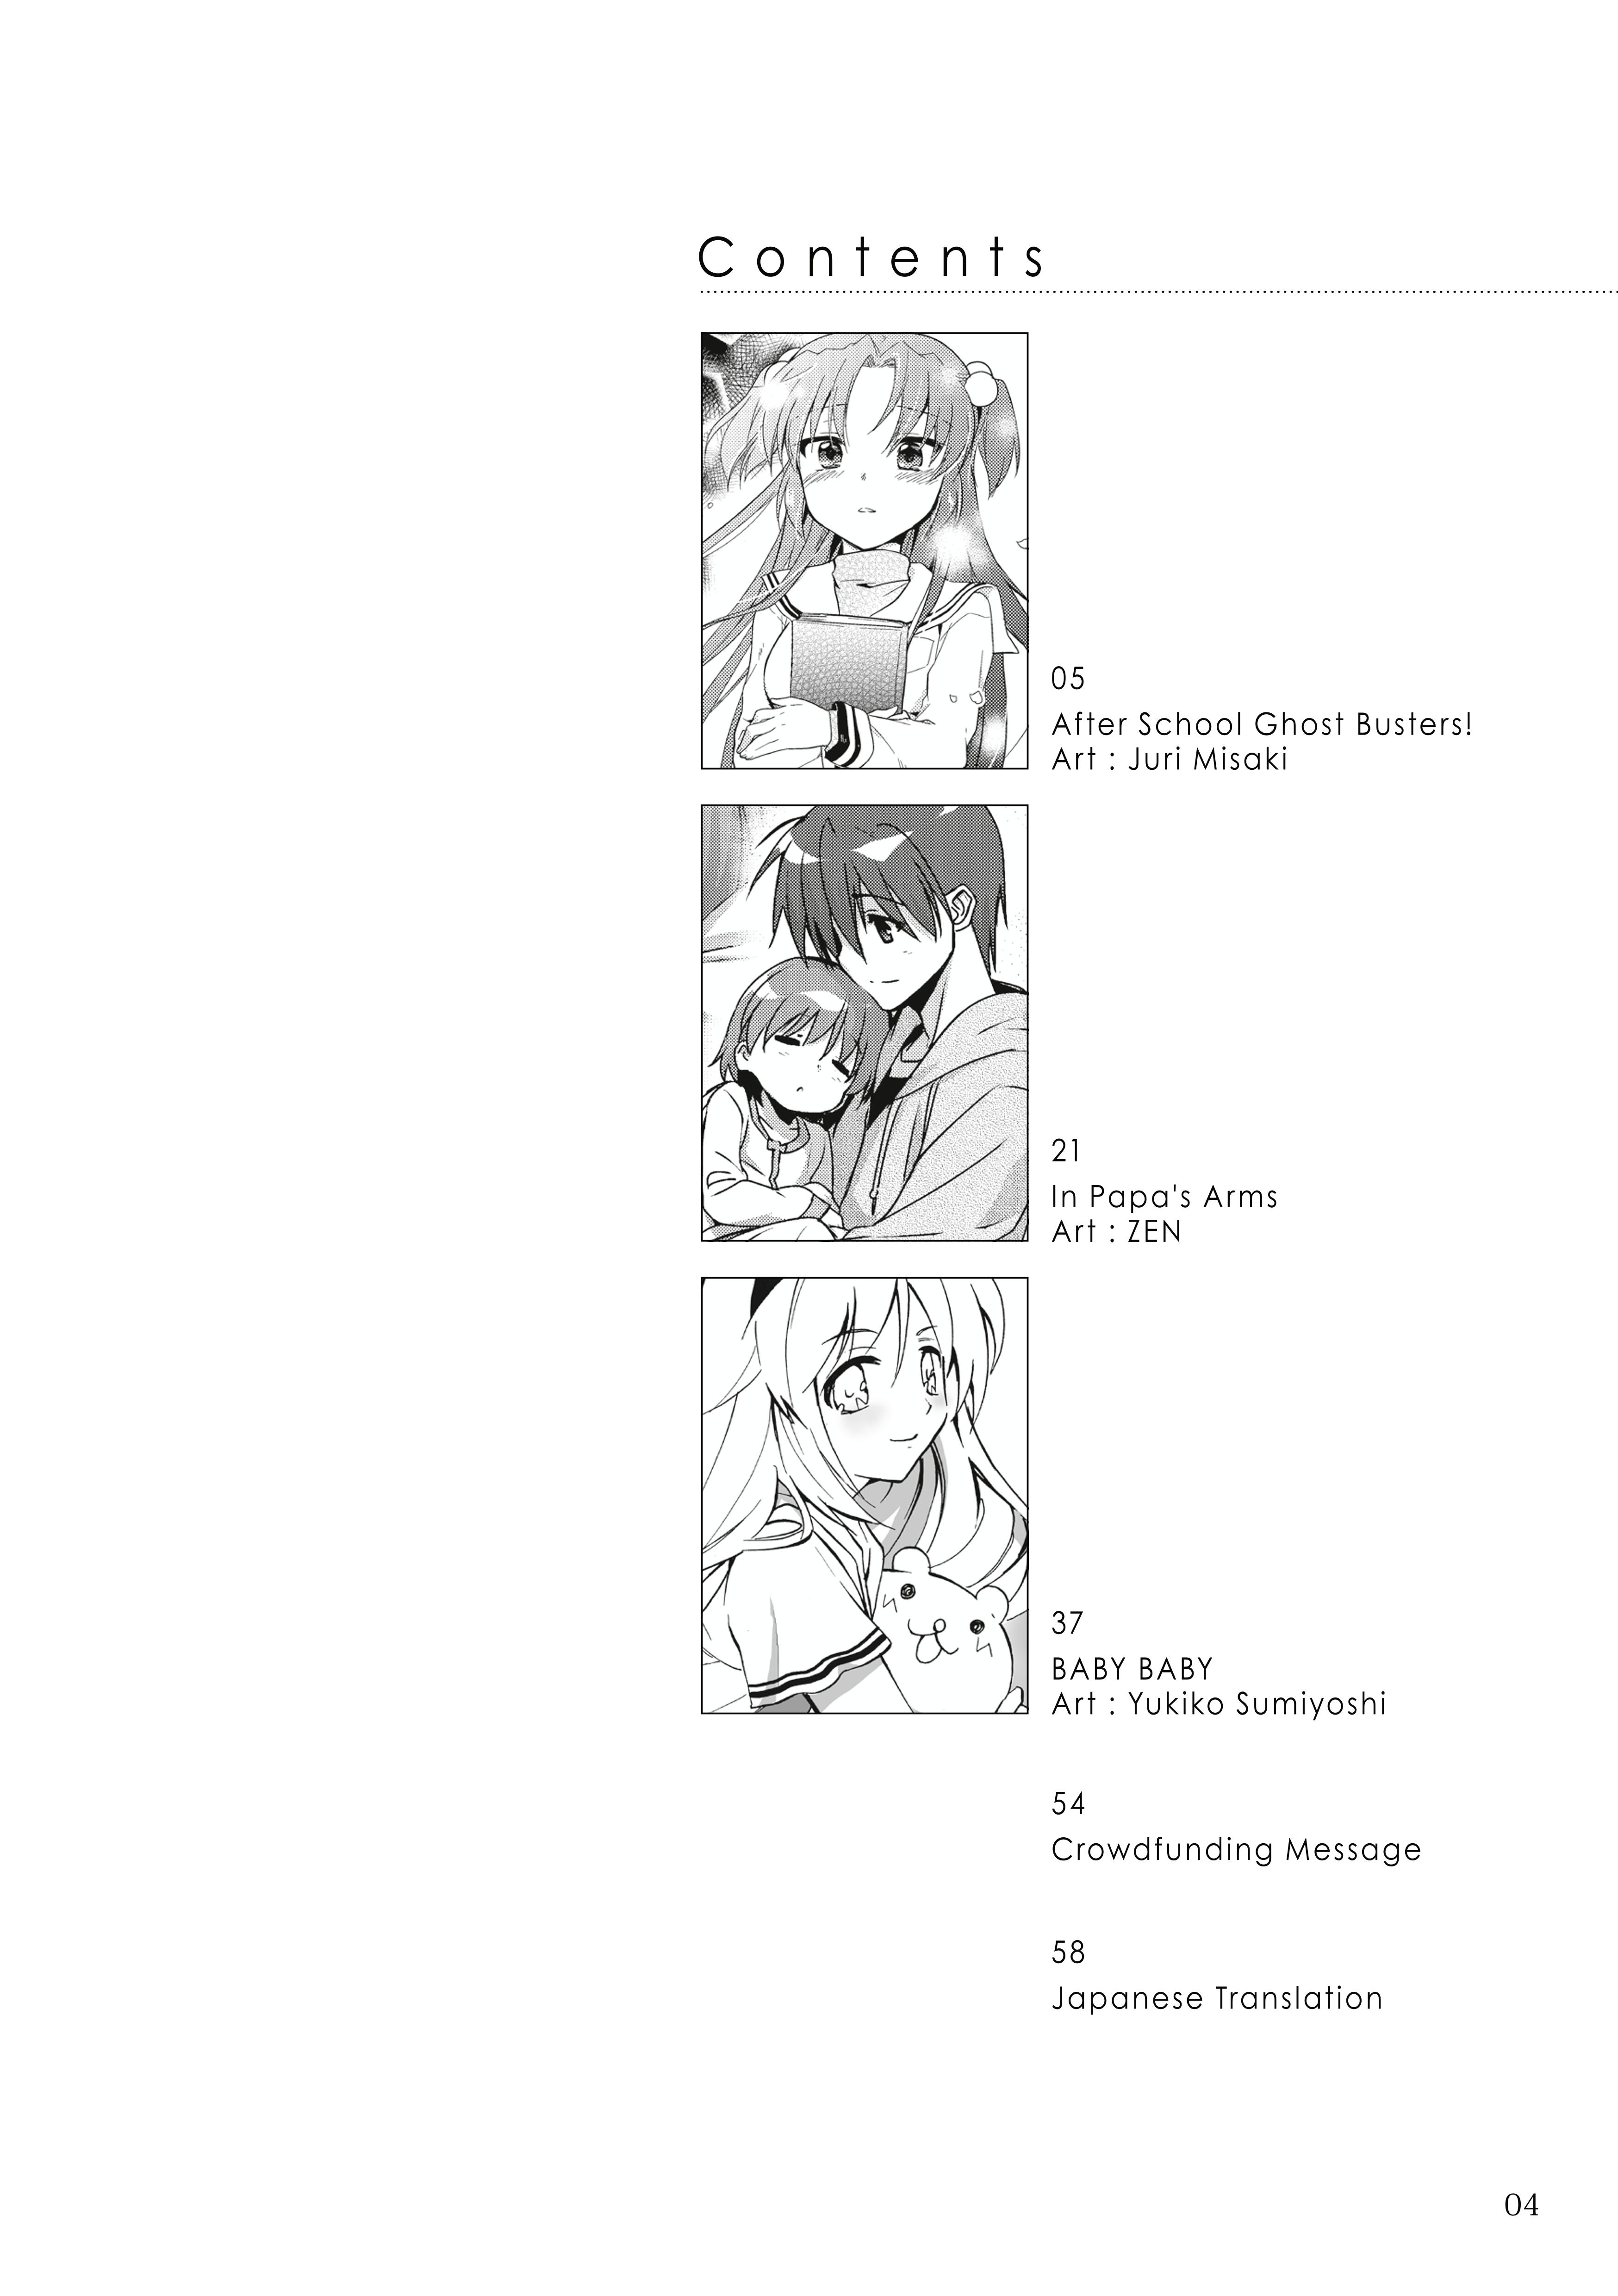 Contents
05
After School Ghost Busters!
Art : Juri Misaki
21
In Papa's Arms
Art : ZEN
37
BABY BABY
Art : Yukiko Sumiyoshi
54
Crowdfunding Message
58
Japanese Translation
04